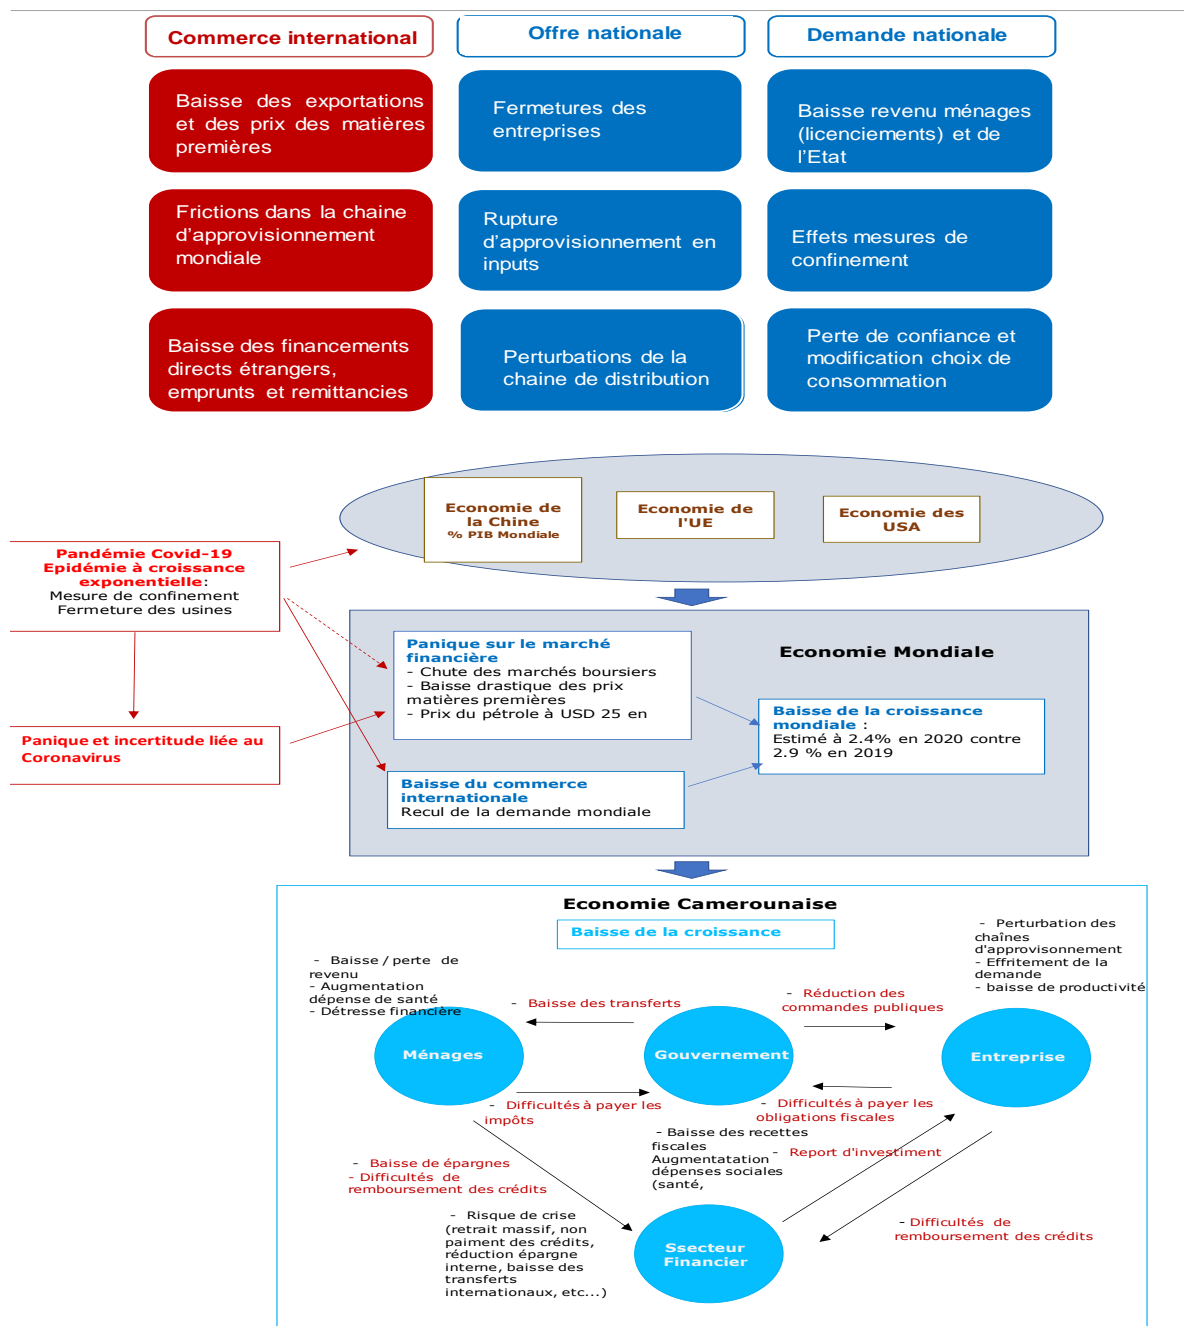 Commerce international
Offre nationale
Demande nationale
Baisse des exportations
et des prix des matières
premières
Fermetures des
entreprises
Baisse revenu ménages
(licenciements) et de
l'Etat
Frictions dans la chaine
d'approvisionnement
mondiale
Rupture
d'approvisionnement en
inputs
Effets mesures de
confinement
Baisse des financements
directs étrangers,
emprunts et remittancies
Perturbations de la
chaine de distribution
Perte de confiance et
modification choix de
consommation
Economie de
la Chine
% PIB Mondiale
Economie de
l'UE
Economie des
USA
Pandémie Covid-19
Epidémie à croissance
exponentielle:
Mesure de confinement
Fermeture des usines
Panique et incertitude liée au
Coronavirus
Economie Mondiale
Panique sur le marché
financière
- Chute des marchés boursiers
- Baisse drastique des prix
matières premières
- Prix du pétrole à USD 25 en
Baisse du commerce
internationale
Recul de la demande mondiale
Baisse de la croissance
mondiale :
Estimé à 2.4% en 2020 contre
2.9 % en 2019
Economie Camerounaise
Baisse de la croissance
- Baisse / perte de
revenu
- Augmentation
dépense de santé
- Détresse financière
- Perturbation des
chaînes
d'approvisonnement
- Effritement de la
demande
- baisse de productivité
- Baisse des transferts
- Réduction des
commandes publiques
Ménages
Gouvernement
Entreprise
- Difficultés à payer les
impôts
- Difficultés à payer les
obligations fiscales
- Baisse des recettes
fiscales
Augmentatation
dépenses sociales
(santé,
- Report d'investiment
- Baisse de épargnes
- Difficultés de
remboursement des crédits
- Risque de crise
(retrait massif, non
paiment des crédits,
réduction épargne
interne, baisse des
transferts
internationaux, etc...)
Ssecteur
Financier
- Difficultés de
remboursement des crédits